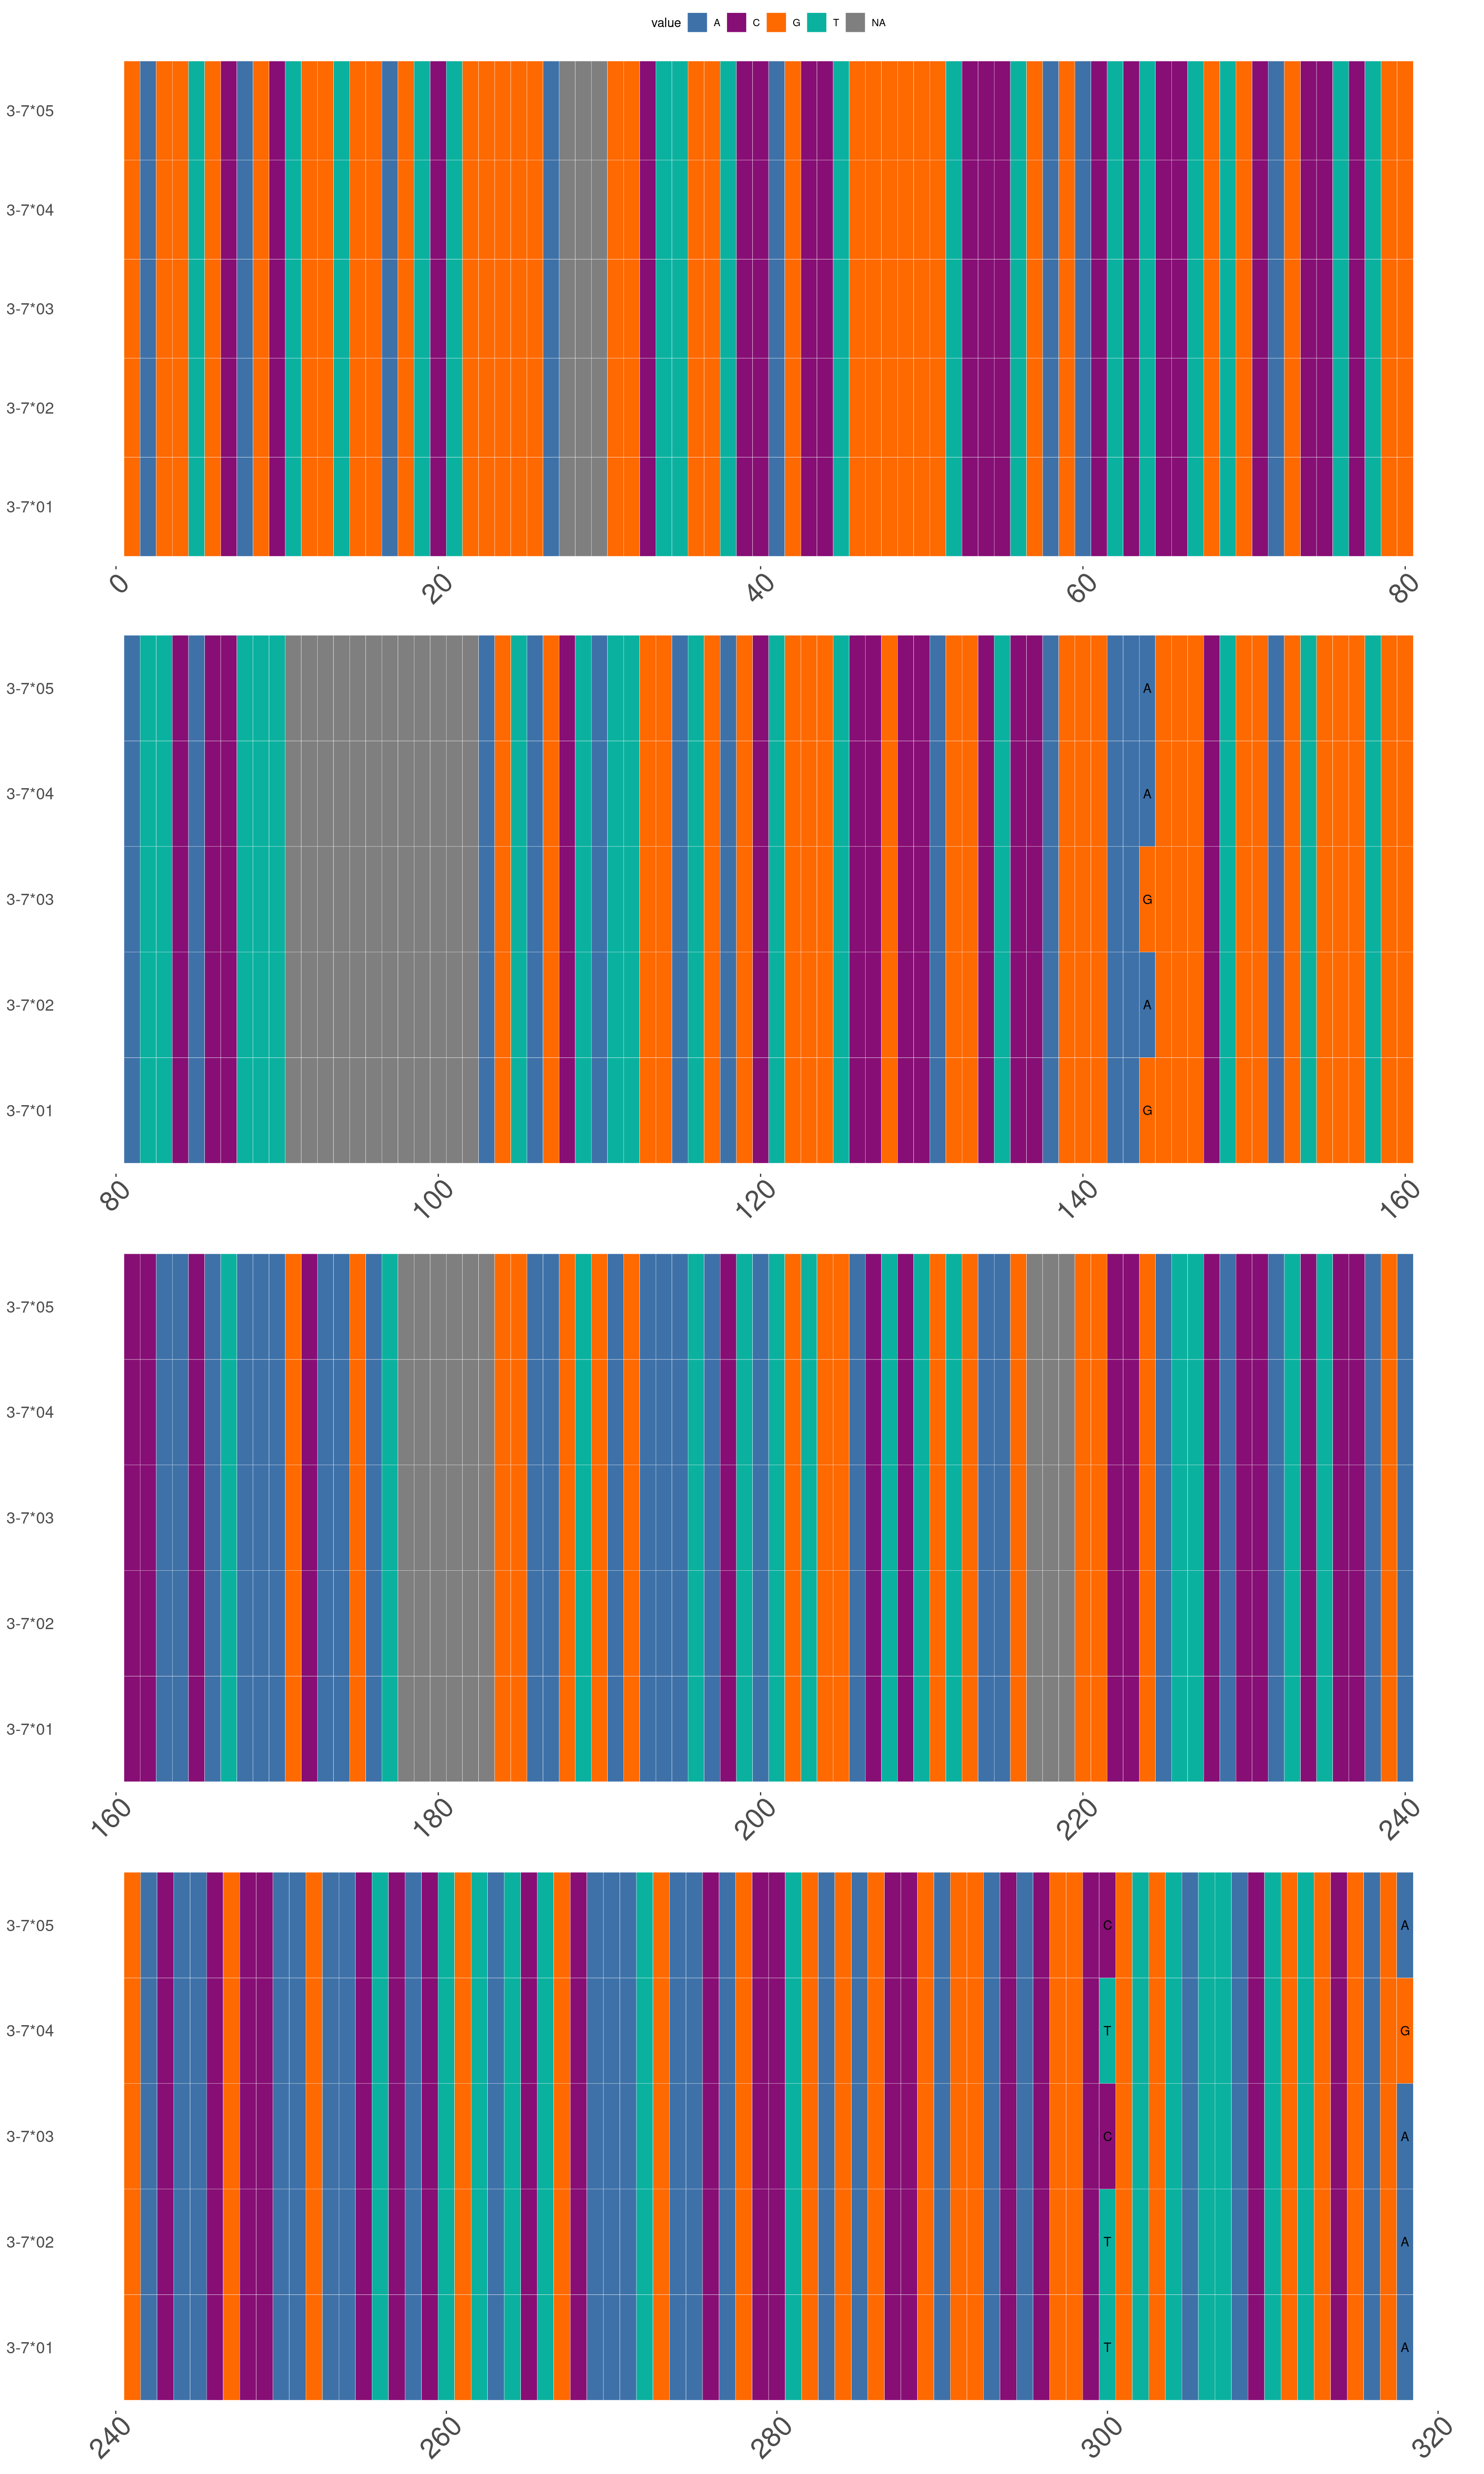 value A C G T NA
3-7*05
3-7*04
3-7*03
3-7*02
3-7*01
0 20 40 60 80
3-7*05 A
3-7*04 A
3-7*03 G
3-7*02 A
3-7*01 G
80 100 120 140 160
3-7*05
3-7*04
3-7*03
3-7*02
3-7*01
160 180 200 220 240
3-7*05 C A
3-7*04 T G
3-7*03 C A
3-7*02 T A
3-7*01 T A
240 260 280 300 320